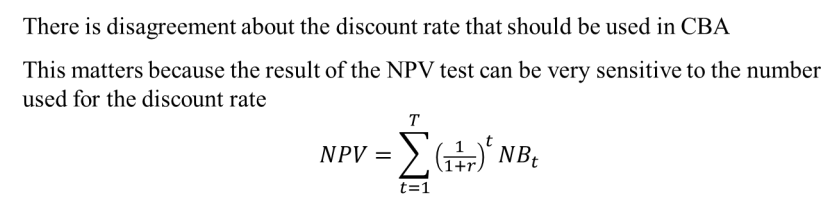 There is disagreement about the discount rate that should be used in CBA
This matters because the result of the NPV test can be very sensitive to the number
used for the discount rate
T
NPV = ∑ (1/1+r)^t NB_t
t=1